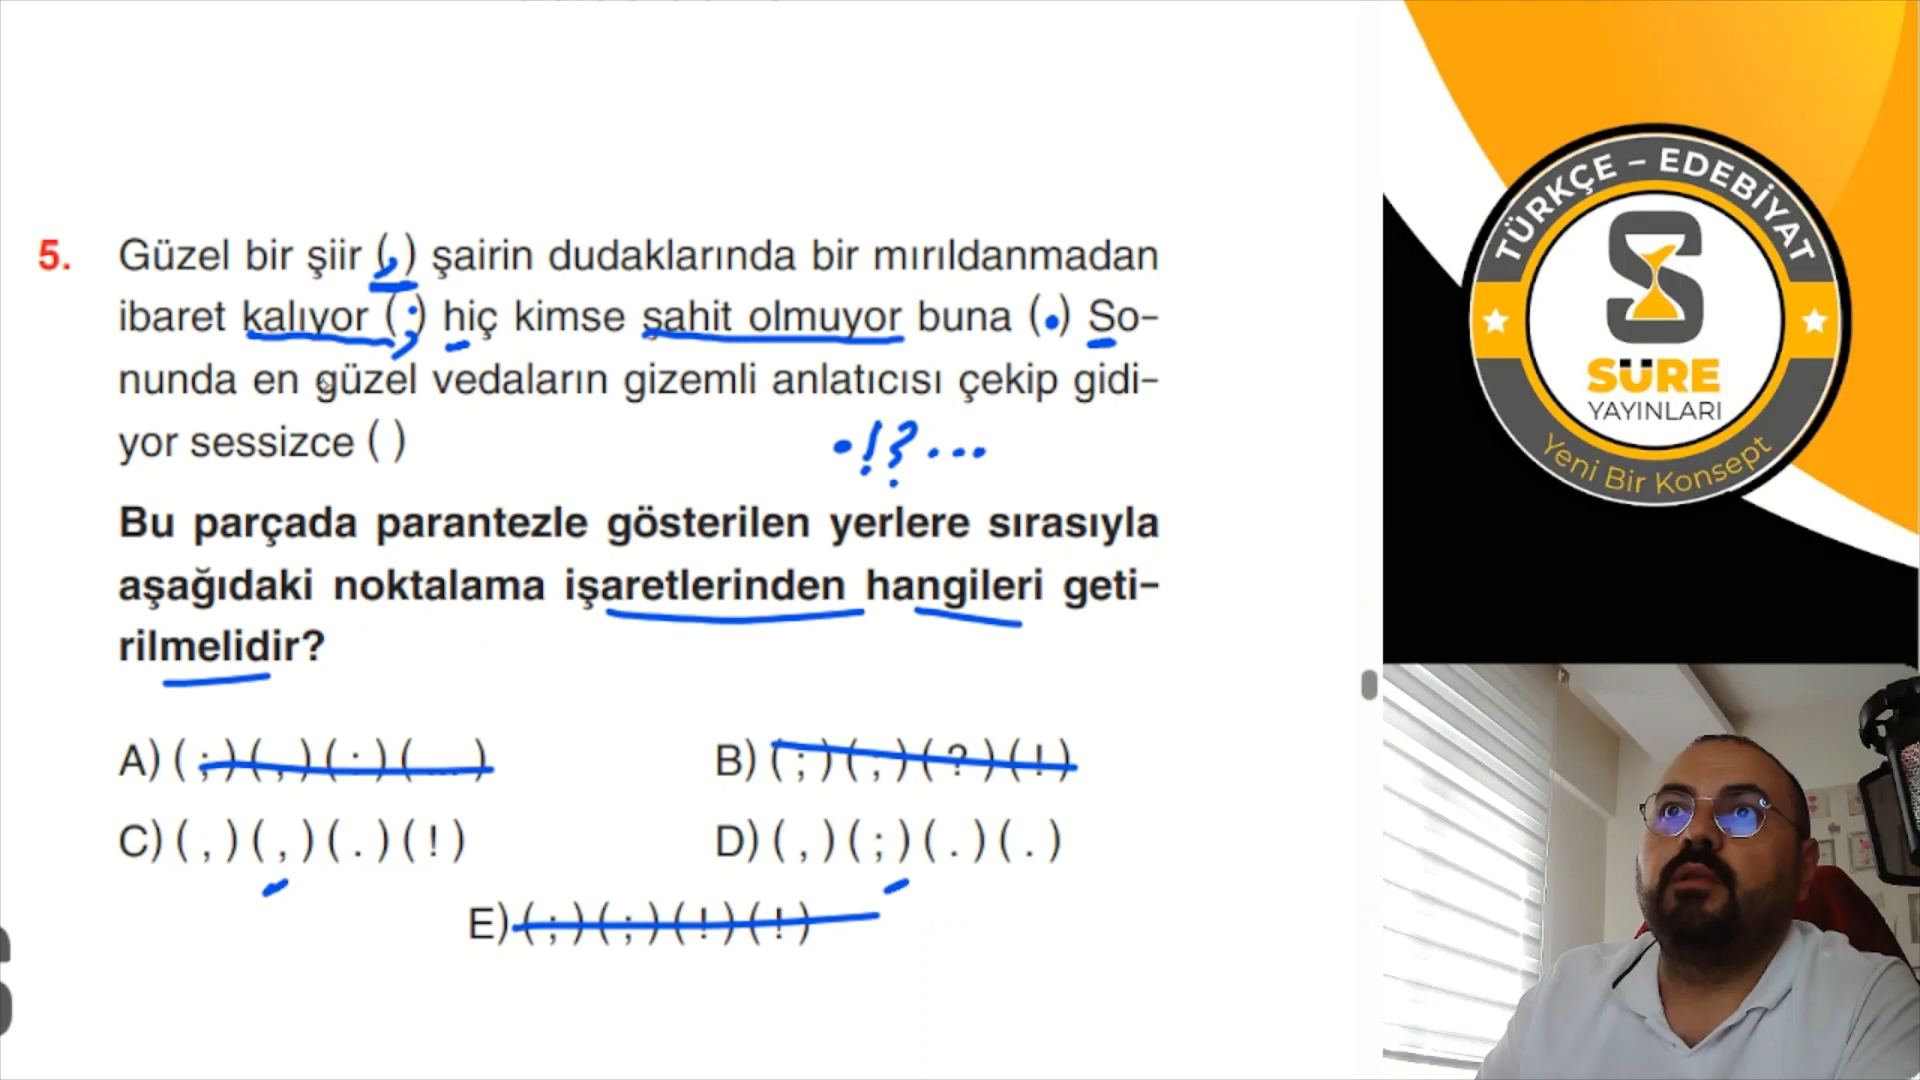 5. Güzel bir şiir (,) şairin dudaklarında bir mırıldanmadan
ibaret kalıyor (;) hiç kimse şahit olmuyor buna (.) So-
nunda en güzel vedaların gizemli anlatıcısı çekip gidi-
yor sessizce ( )
.!?...
Bu parçada parantezle gösterilen yerlere sırasıyla
aşağıdaki noktalama işaretlerinden hangileri geti-
rilmelidir?
A) ( ; ) ( , ) ( . ) ( ... )
B) ( ; ) ( , ) ( ? ) ( ! )
C) ( , ) ( , ) ( . ) ( ! )
D) ( , ) ( ; ) ( . ) ( . )
E) ( ; ) ( ; ) ( ! ) ( ! )
TÜRKÇE – EDEBİYAT
SÜRE
YAYINLARI
Yeni Bir Konsept